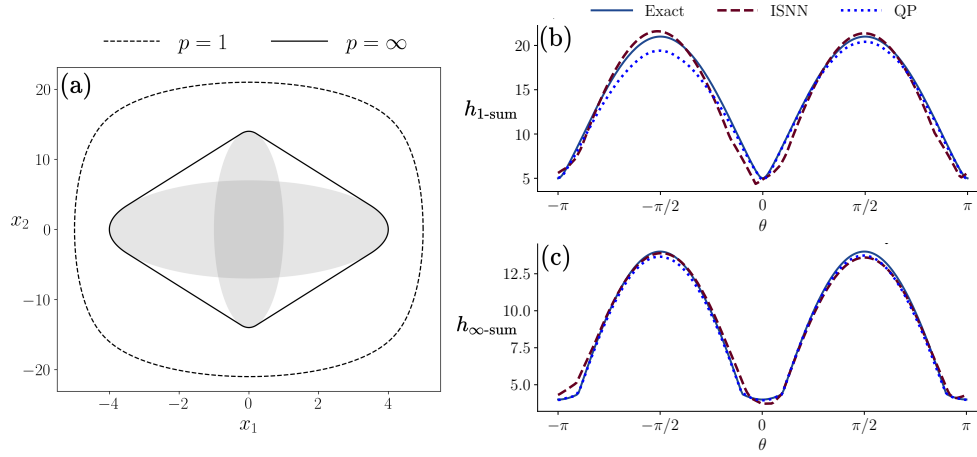 p = 1 p = ∞
(a)
20
10
0
−10
−20
x₂
−4 −2 0 2 4
x₁
Exact ISNN QP
(b)
20
15
10
5
h₁₋sum
−π −π/2 0 π/2 π
θ
(c)
12.5
10.0
7.5
5.0
h∞-sum
−π −π/2 0 π/2 π
θ